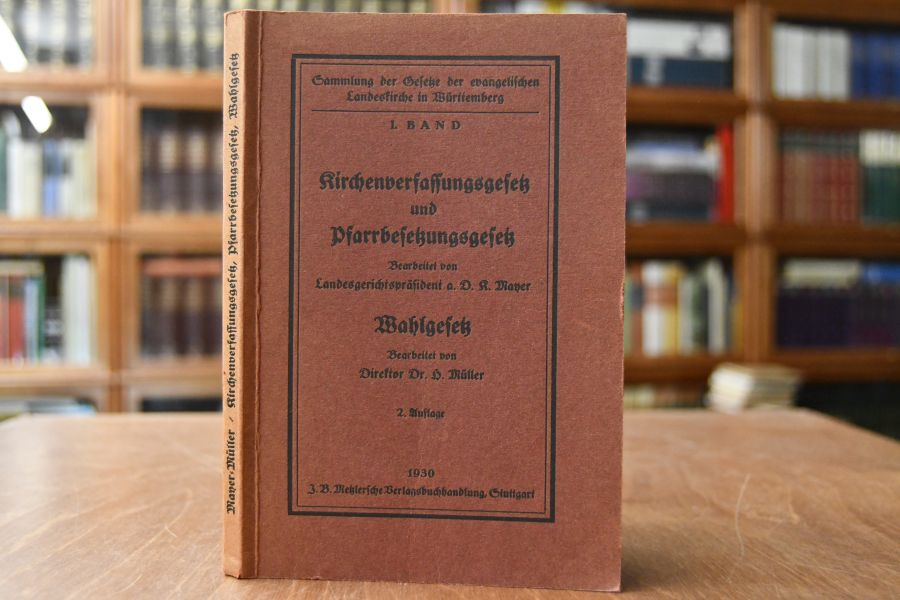 Sammlung der Gesetze der evangelischen
Landeskirche in Württemberg
I. BAND
Kirchenverfassungsgesetz
und
Pfarrbesetzungsgesetz
Bearbeitet von
Landesgerichtspräsident a. D. K. Mayer
Wahlgesetz
Bearbeitet von
Direktor Dr. H. Müller
2. Auflage
1930
J. B. Metzlersche Verlagsbuchhandlung, Stuttgart
Mayer-Müller / Kirchenverfassungsgesetz, Pfarrbesetzungsgesetz, Wahlgesetz